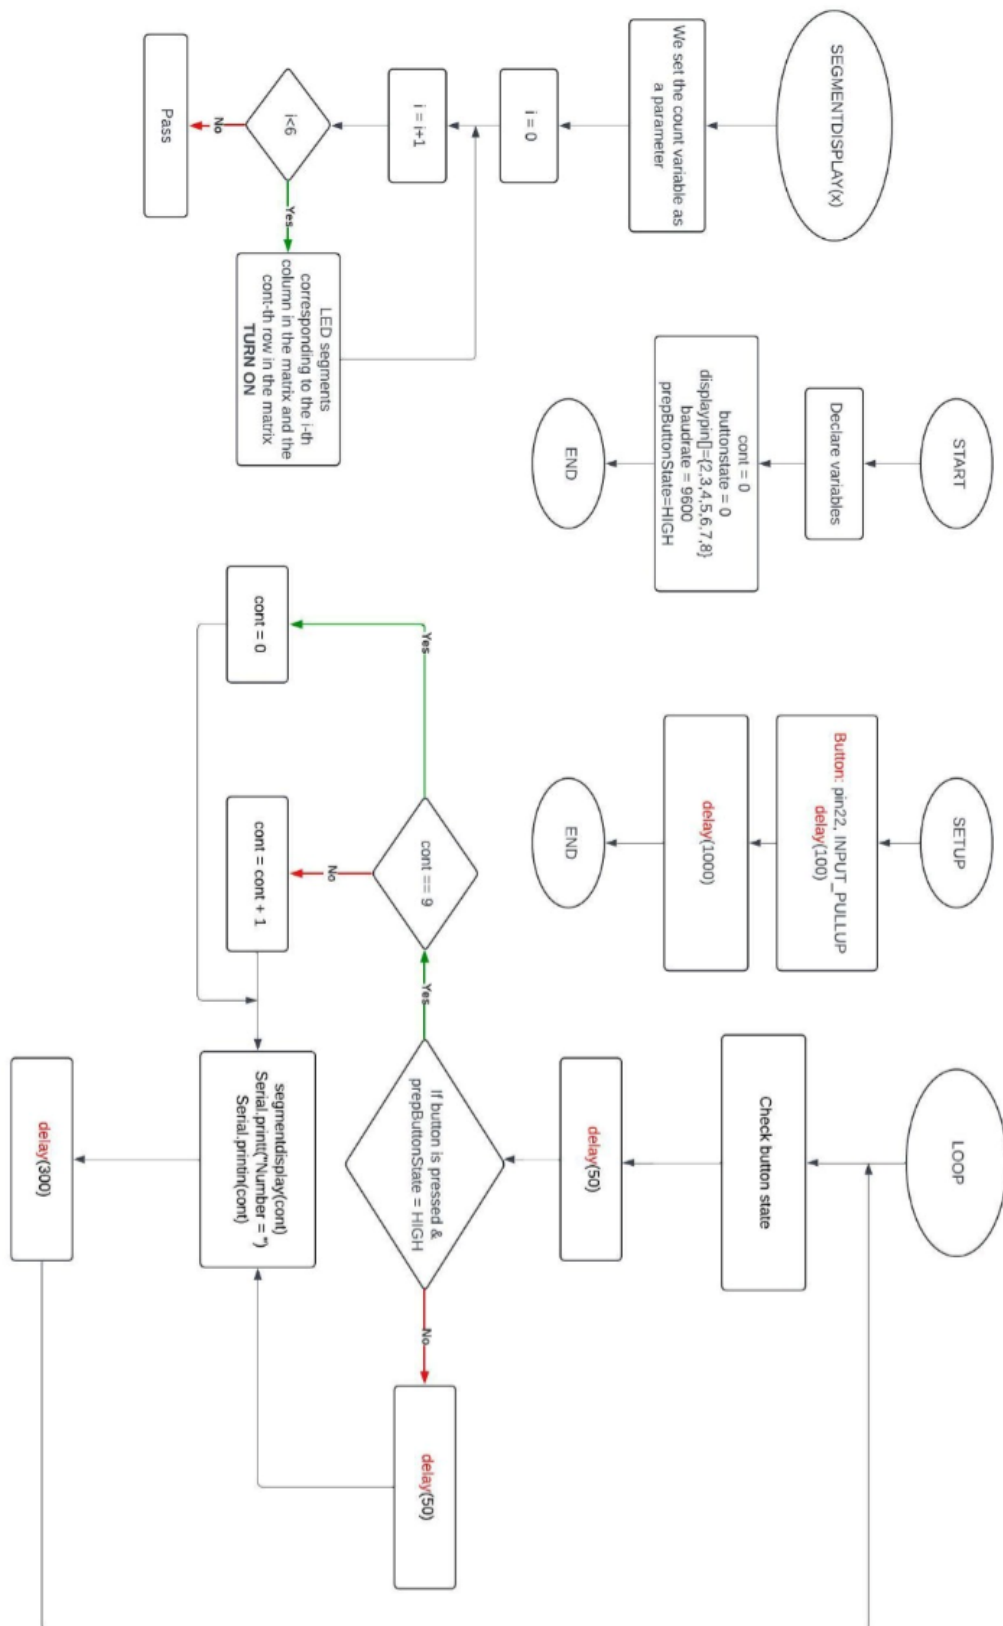 SEGMENTDISPLAY(x)
We set the count variable as
a parameter
i = 0
i = i+1
i<6
No
Pass
Yes
LED segments
corresponding to the i-th
column in the matrix and the
cont-th row in the matrix
TURN ON
START
Declare variables
cont = 0
buttonstate = 0
displaypin[]={2,3,4,5,6,7,8}
baudrate = 9600
prepButtonState=HIGH
END
SETUP
Button: pin22, INPUT_PULLUP
delay(100)
delay(1000)
END
LOOP
Check button state
delay(50)
If button is pressed &
prepButtonState = HIGH
Yes
No
cont == 9
Yes
No
cont = 0
cont = cont + 1
delay(50)
segmentdisplay(cont)
Serial.printt("Number = ")
Serial.println(cont)
delay(300)